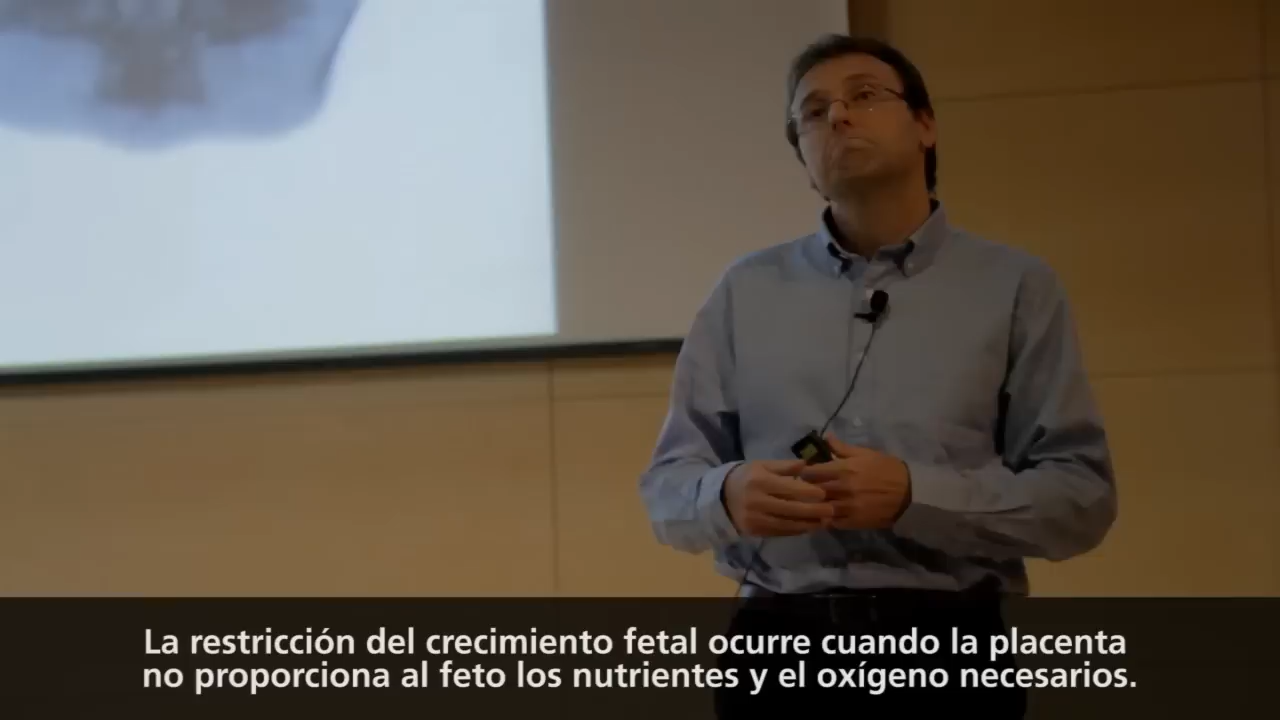 La restricción del crecimiento fetal ocurre cuando la placenta
no proporciona al feto los nutrientes y el oxígeno necesarios.